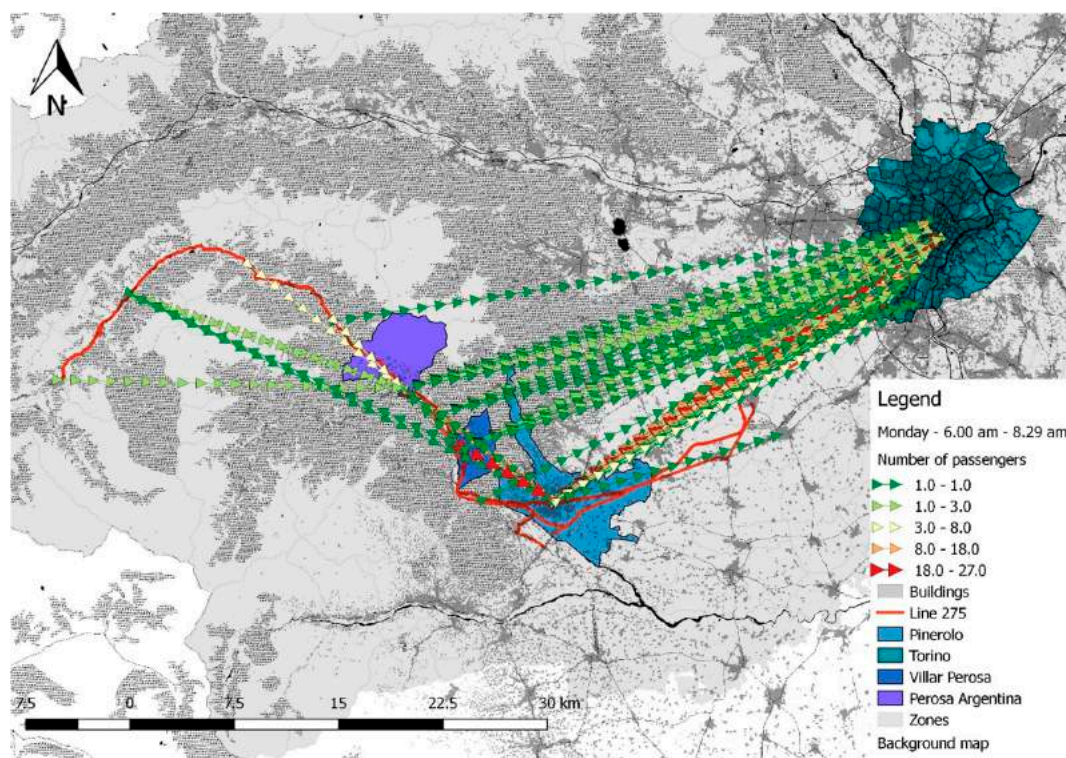 N
Legend
Monday - 6.00 am - 8.29 am
Number of passengers
1.0 - 1.0
1.0 - 3.0
3.0 - 8.0
8.0 - 18.0
18.0 - 27.0
Buildings
Line 275
Pinerolo
Torino
Villar Perosa
Perosa Argentina
Zones
Background map
7.5 0 7.5 15 22.5 30 km